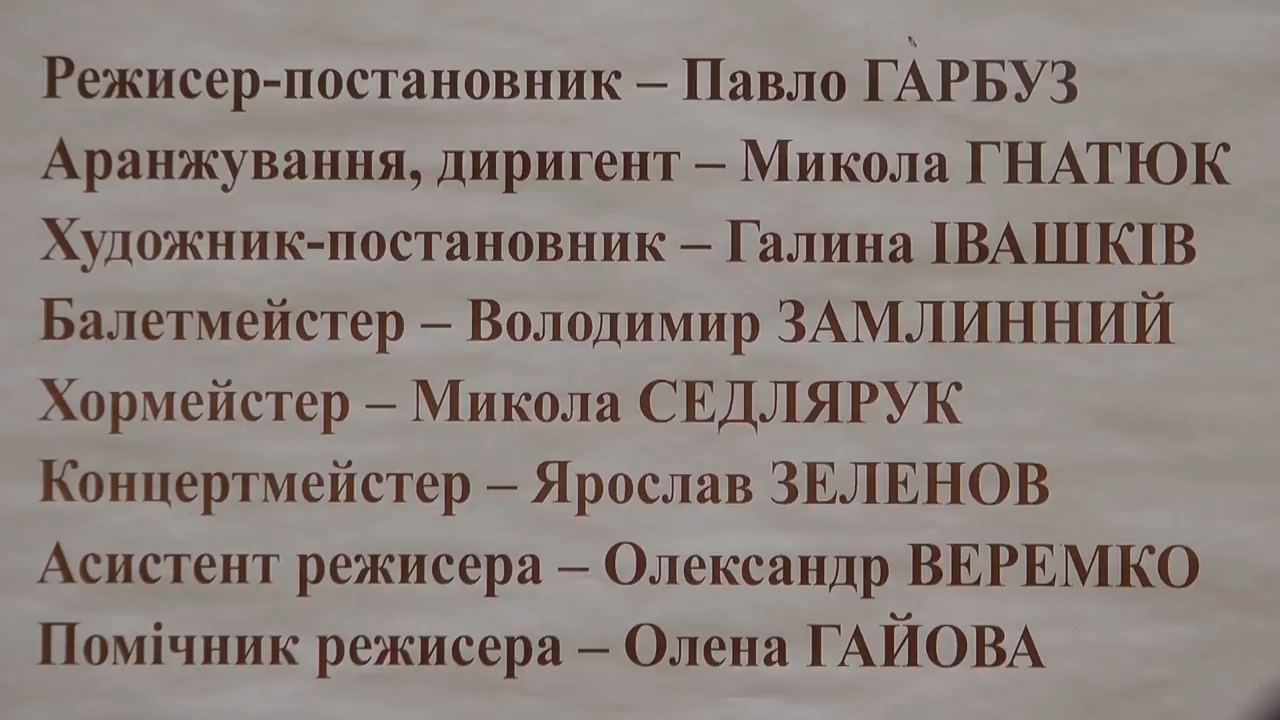 Режисер-постановник – Павло ГАРБУЗ
Аранжування, диригент – Микола ГНАТЮК
Художник-постановник – Галина ІВАШКІВ
Балетмейстер – Володимир ЗАМЛИННИЙ
Хормейстер – Микола СЕДЛЯРУК
Концертмейстер – Ярослав ЗЕЛЕНОВ
Асистент режисера – Олександр ВЕРЕМКО
Помічник режисера – Олена ГАЙОВА